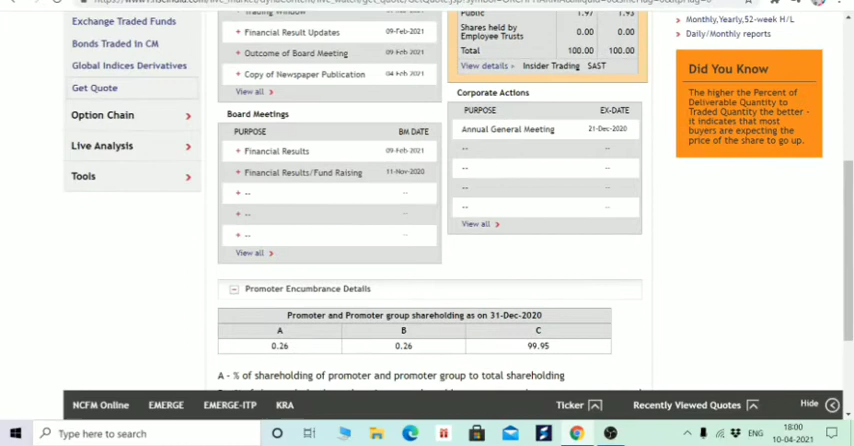 Exchange Traded Funds
Bonds Traded in CM
Global Indices Derivatives
Get Quote
Option Chain
Live Analysis
Tools
Trading Window
+ Financial Result Updates 09-Feb-2021
+ Outcome of Board Meeting 09-Feb-2021
+ Copy of Newspaper Publication 04-Feb-2021
View all
Board Meetings
PURPOSE BM DATE
+ Financial Results 09-Feb-2021
+ Financial Results/Fund Raising 11-Nov-2020
+ -- --
+ -- --
+ -- --
View all
Public 1.97 1.93
Shares held by
Employee Trusts 0.00 0.00
Total 100.00 100.00
View details Insider Trading SAST
Corporate Actions
PURPOSE EX-DATE
Annual General Meeting 21-Dec-2020
-- --
-- --
-- --
-- --
View all
Monthly,Yearly,52-week H/L
Daily/Monthly reports
Did You Know
The higher the Percent of
Deliverable Quantity to
Traded Quantity the better -
it indicates that most
buyers are expecting the
price of the share to go up.
Promoter Encumbrance Details
Promoter and Promoter group shareholding as on 31-Dec-2020
A B C
0.26 0.26 99.95
A - % of shareholding of promoter and promoter group to total shareholding
NCFM Online EMERGE EMERGE-ITP KRA Ticker Recently Viewed Quotes Hide
Type here to search
ENG
18:00
10-04-2021